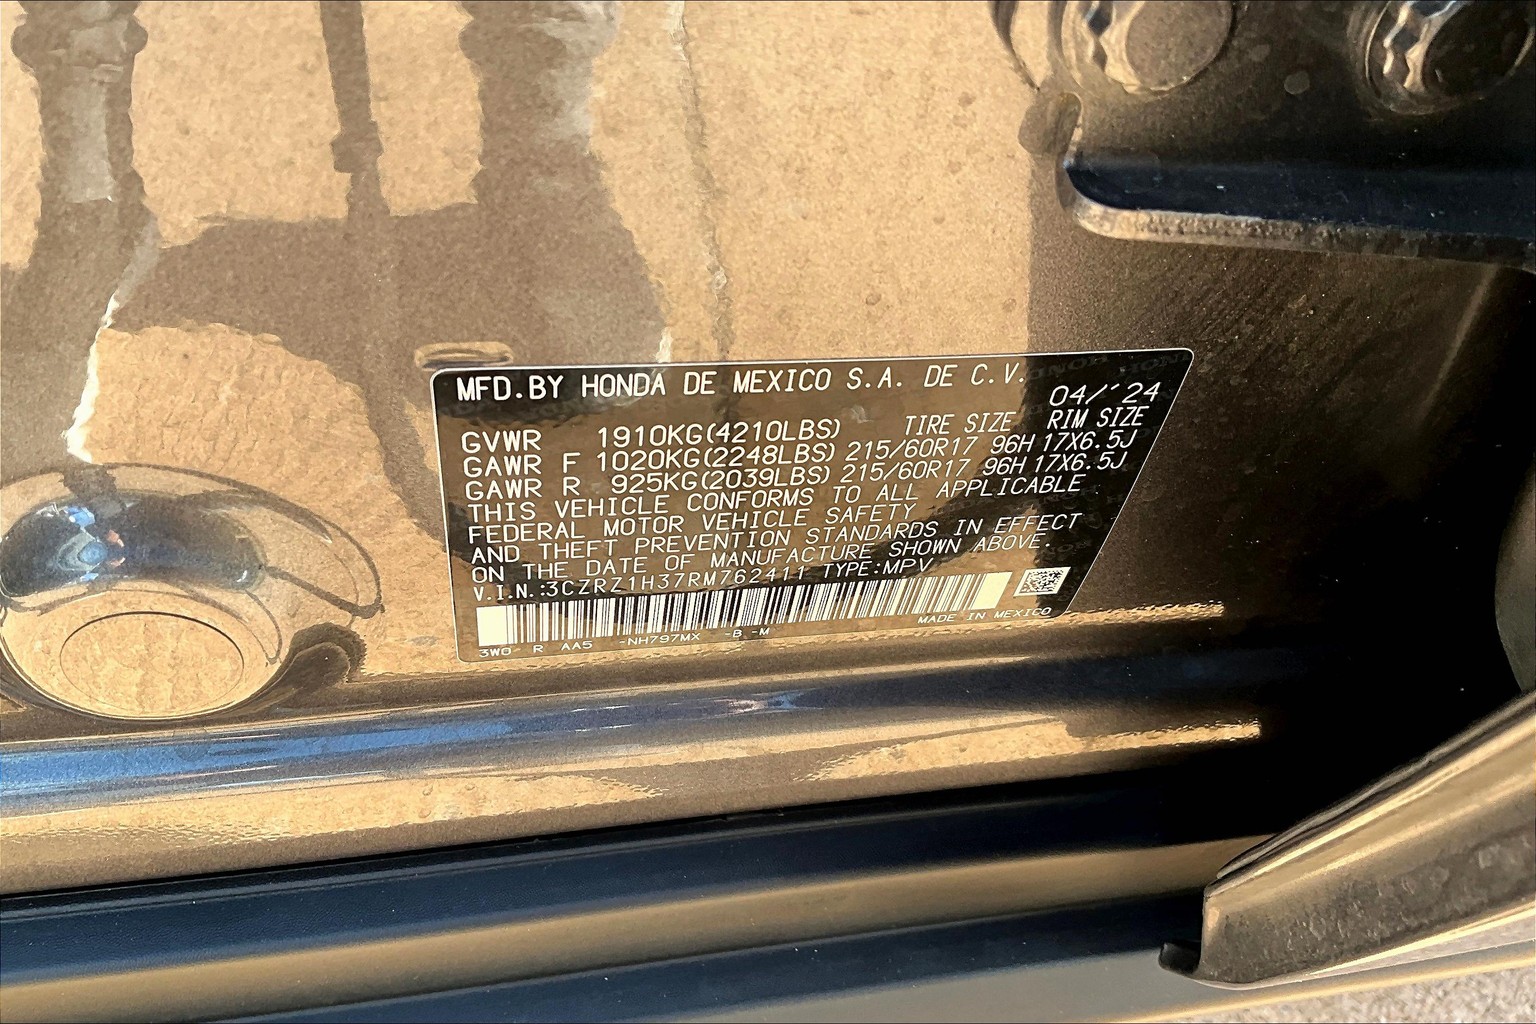 MFD.BY HONDA DE MEXICO S.A. DE C.V. 04/'24
GVWR 1910KG(4210LBS) TIRE SIZE RIM SIZE
GAWR F 1020KG(2248LBS) 215/60R17 96H 17X6.5J
GAWR R 925KG(2039LBS) 215/60R17 96H 17X6.5J
THIS VEHICLE CONFORMS TO ALL APPLICABLE
FEDERAL MOTOR VEHICLE SAFETY
AND THEFT PREVENTION STANDARDS IN EFFECT
ON THE DATE OF MANUFACTURE SHOWN ABOVE.
V.I.N.:3CZRZ1H37RM762411 TYPE:MPV
MADE IN MEXICO
3W0 R AA5 -NH797MX -B -M